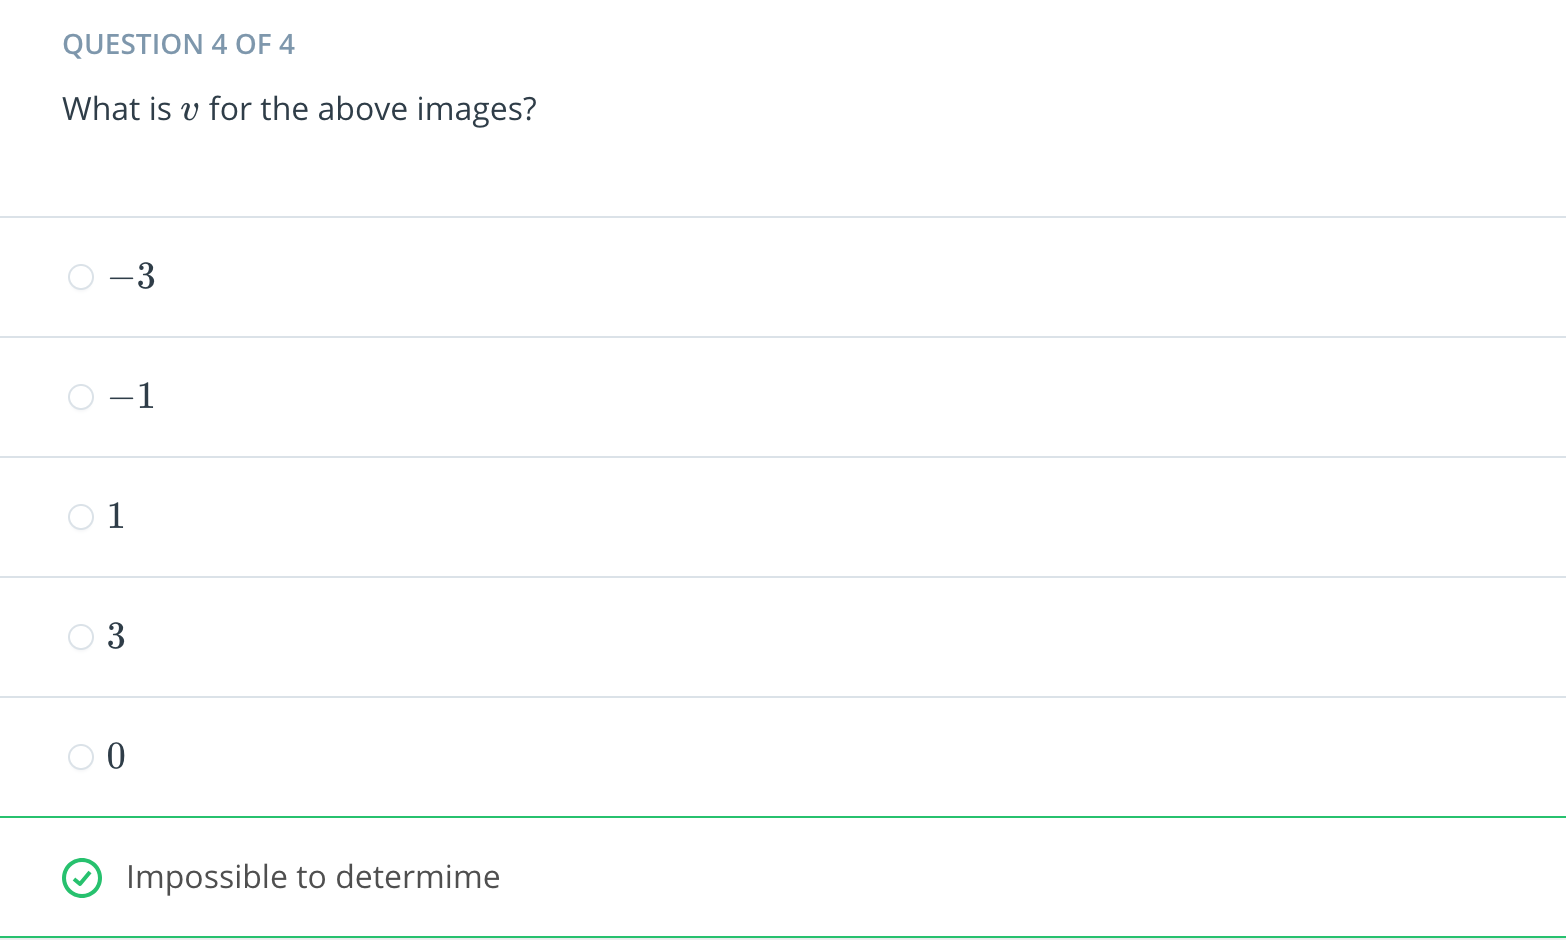 QUESTION 4 OF 4
What is v for the above images?
−3
−1
1
3
0
Impossible to determime